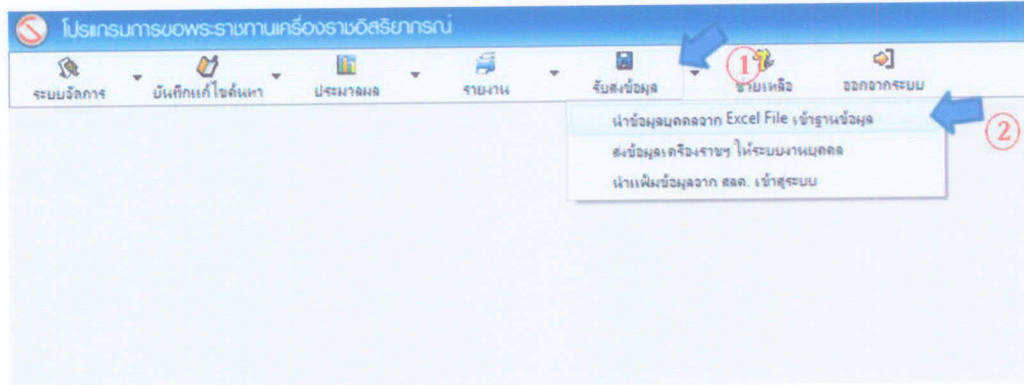 โปรแกรมการขอพระราชทานเครื่องราชอิสริยาภรณ์
ระบบจัดการ บันทึกแก้ไขค้นหา ประมาลผล รายงาน รับส่งข้อมูล ช่วยเหลือ ออกจากระบบ
1
นำข้อมูลบุคคลจาก Excel File เข้าฐานข้อมูล
2
ส่งข้อมูลเครื่องราชฯ ให้ระบบงานบุคคล
นำแฟ้มข้อมูลจาก สลค. เข้าสู่ระบบ